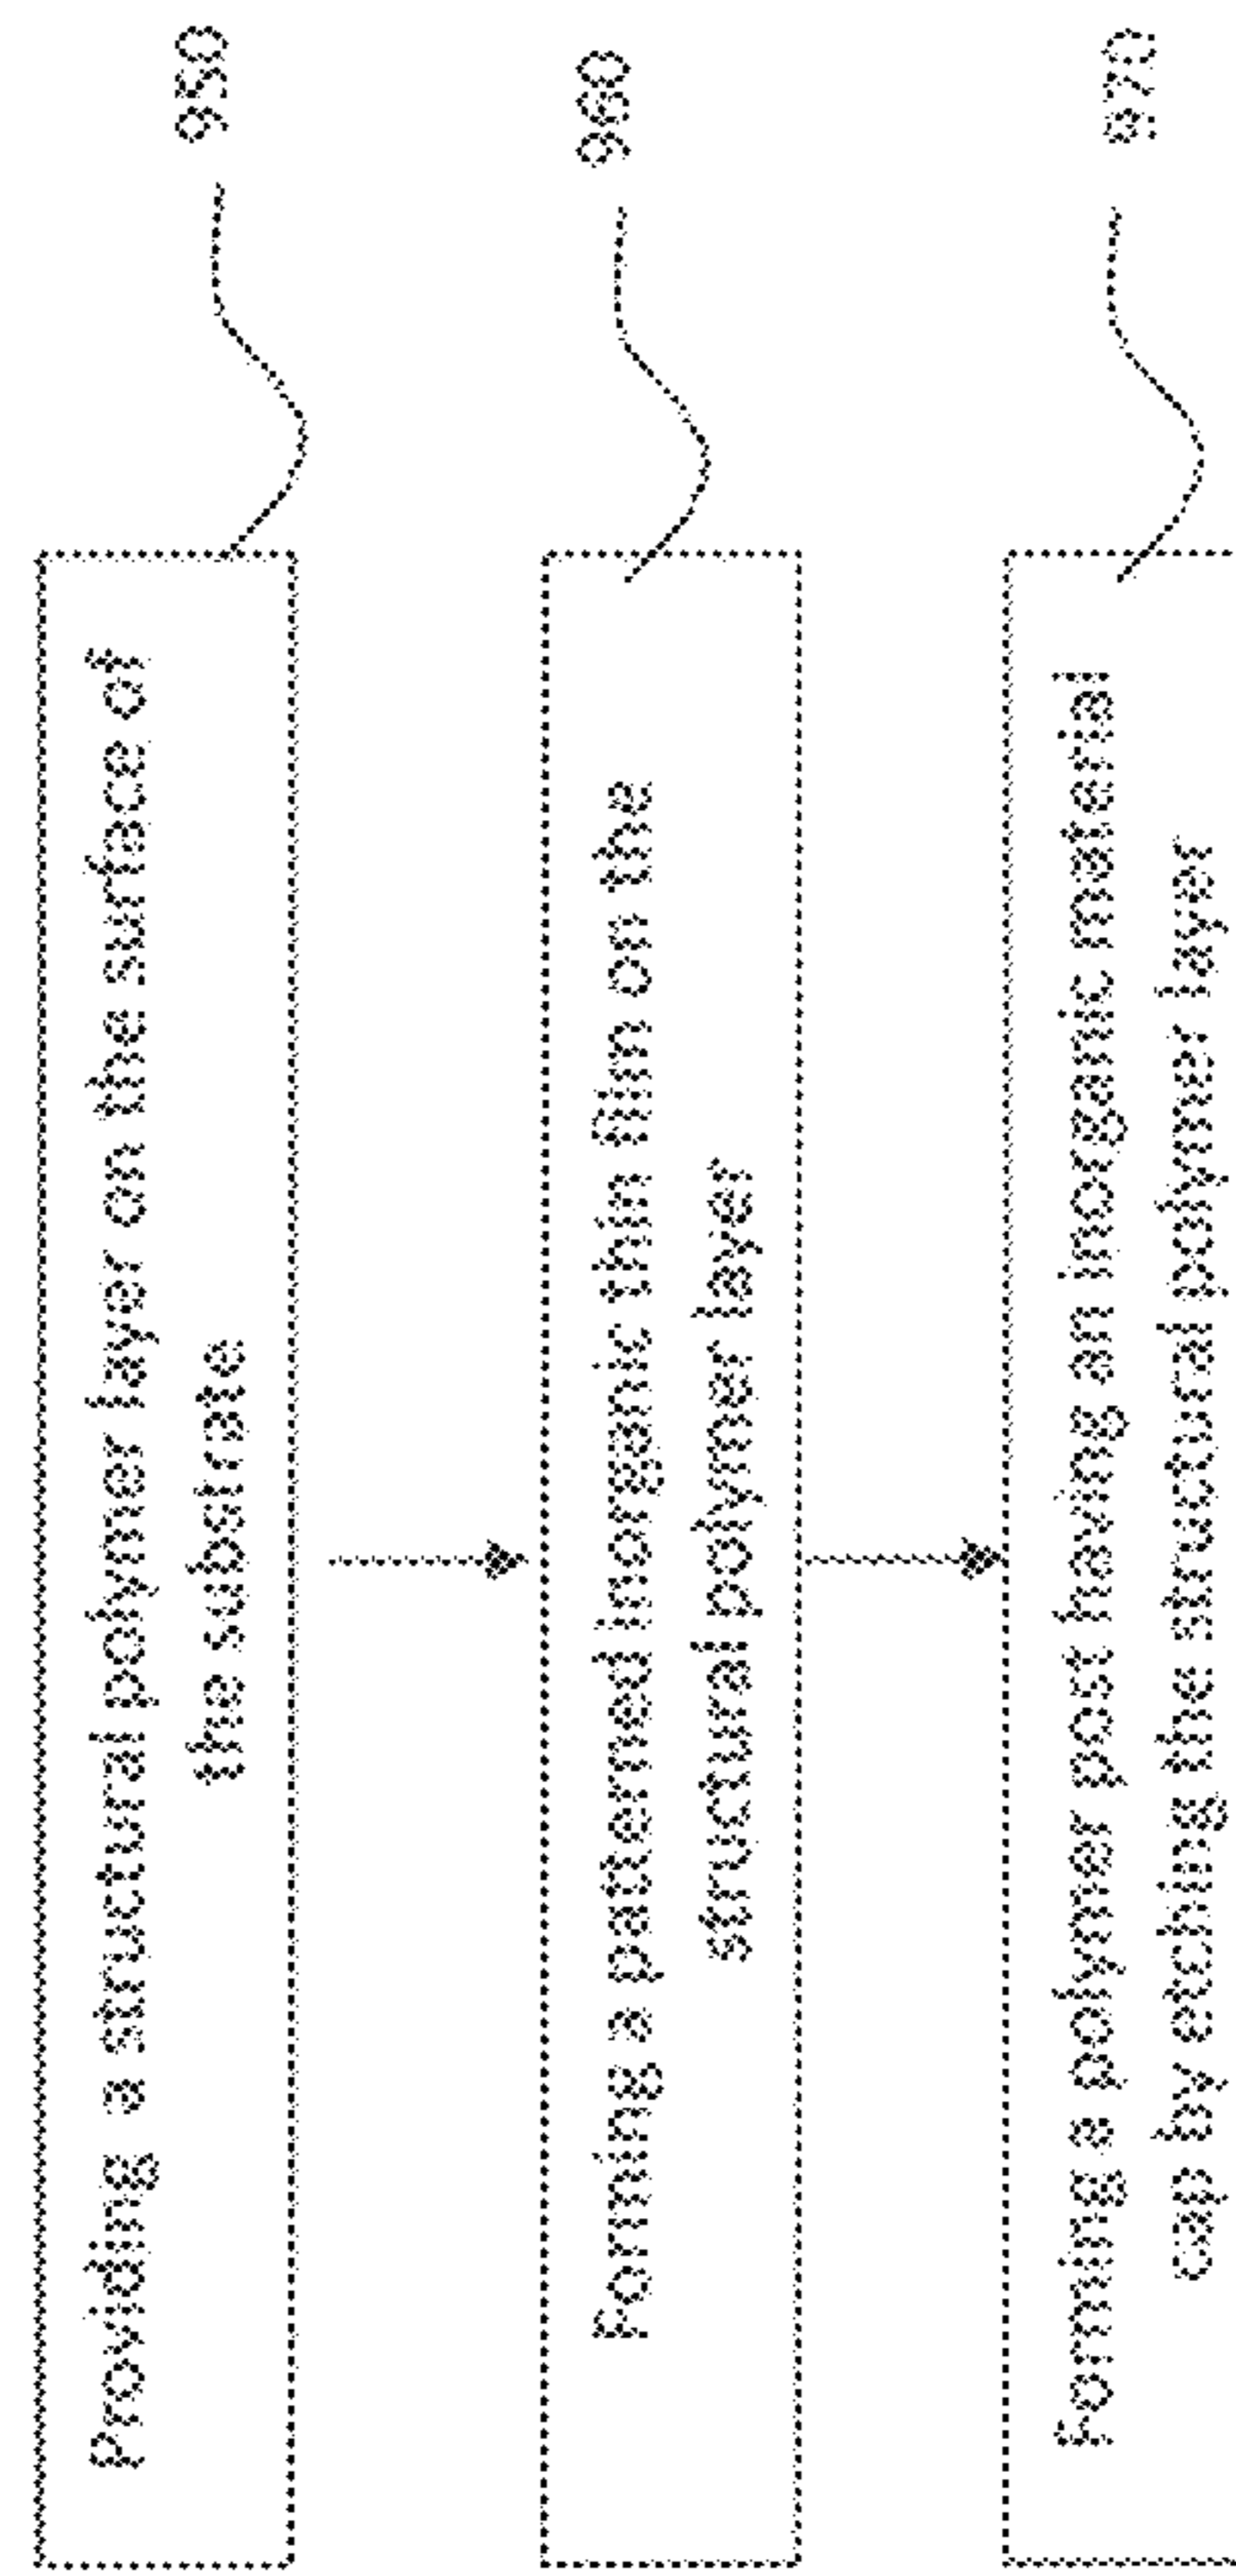 Providing a structural polymer layer on the surface of
the substrate
950
Forming a patterned inorganic thin film on the
structural polymer layer
960
Forming a polymer post having an inorganic material
cap by etching the structural polymer layer
970